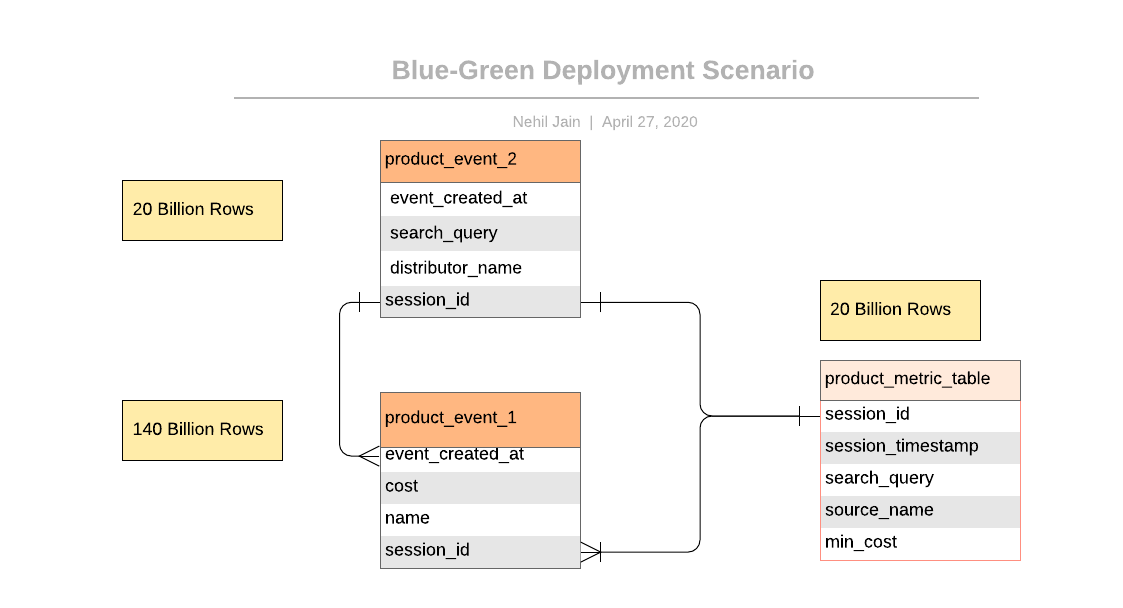 Blue-Green Deployment Scenario
Nehil Jain | April 27, 2020
20 Billion Rows
product_event_2
event_created_at
search_query
distributor_name
session_id
140 Billion Rows
product_event_1
event_created_at
cost
name
session_id
20 Billion Rows
product_metric_table
session_id
session_timestamp
search_query
source_name
min_cost